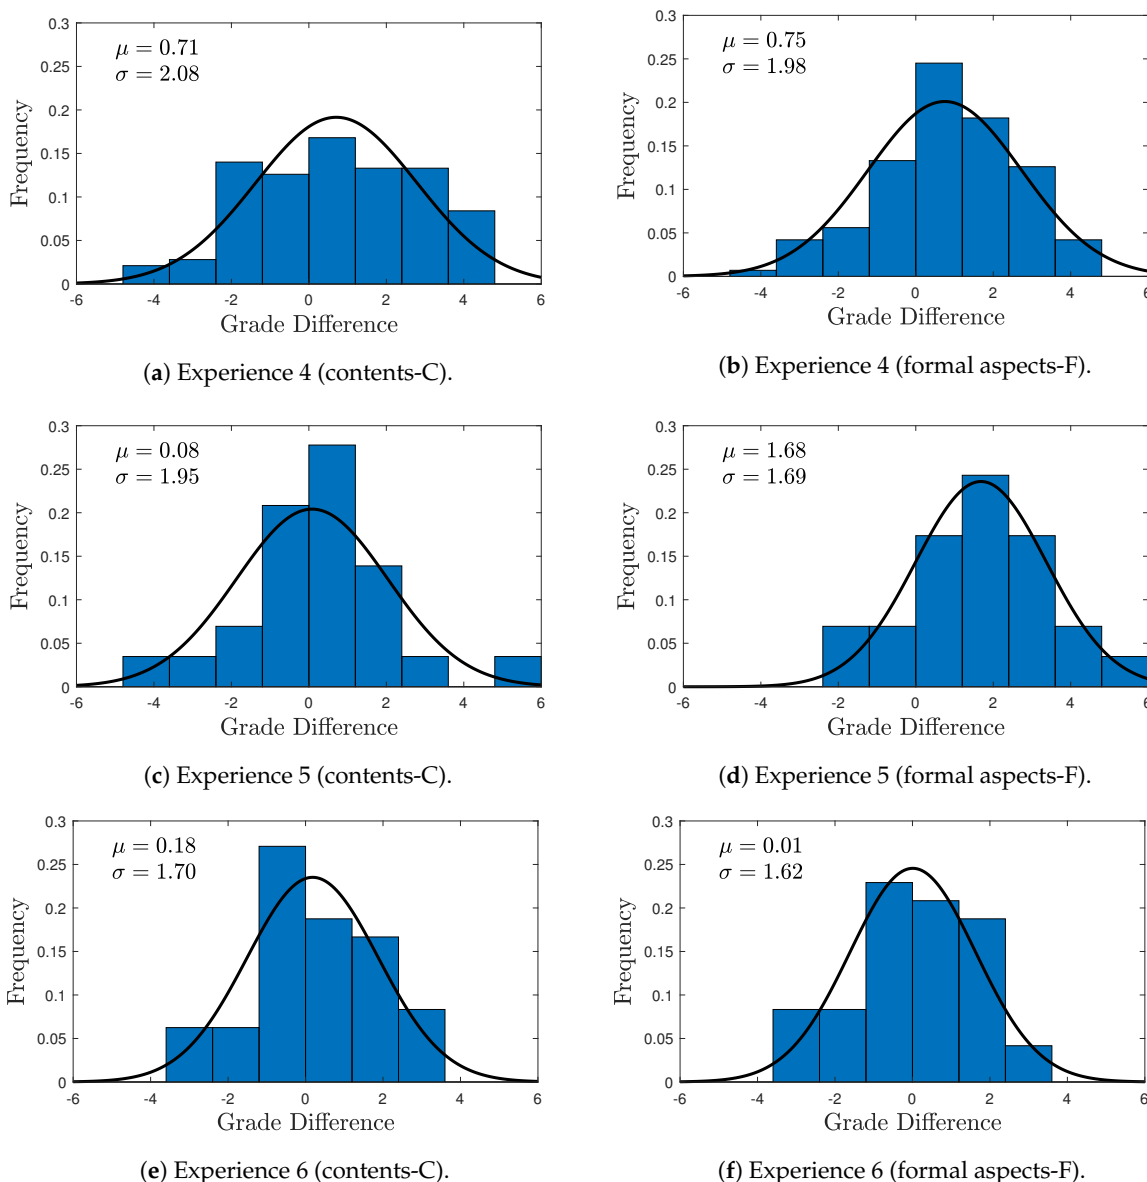 0.3
0.25
0.2
0.15
0.1
0.05
0
Frequency
μ = 0.71
σ = 2.08
-6 -4 -2 0 2 4 6
Grade Difference
(a) Experience 4 (contents-C).
0.3
0.25
0.2
0.15
0.1
0.05
0
Frequency
μ = 0.75
σ = 1.98
-6 -4 -2 0 2 4 6
Grade Difference
(b) Experience 4 (formal aspects-F).
0.3
0.25
0.2
0.15
0.1
0.05
0
Frequency
μ = 0.08
σ = 1.95
-6 -4 -2 0 2 4 6
Grade Difference
(c) Experience 5 (contents-C).
0.3
0.25
0.2
0.15
0.1
0.05
0
Frequency
μ = 1.68
σ = 1.69
-6 -4 -2 0 2 4 6
Grade Difference
(d) Experience 5 (formal aspects-F).
0.3
0.25
0.2
0.15
0.1
0.05
0
Frequency
μ = 0.18
σ = 1.70
-6 -4 -2 0 2 4 6
Grade Difference
(e) Experience 6 (contents-C).
0.3
0.25
0.2
0.15
0.1
0.05
0
Frequency
μ = 0.01
σ = 1.62
-6 -4 -2 0 2 4 6
Grade Difference
(f) Experience 6 (formal aspects-F).